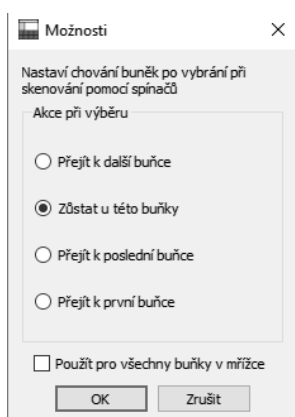 Možnosti
Nastaví chování buněk po vybrání při
skenování pomocí spínačů
Akce při výběru
Přejít k další buňce
Zůstat u této buňky
Přejít k poslední buňce
Přejít k první buňce
Použít pro všechny buňky v mřížce
OK Zrušit